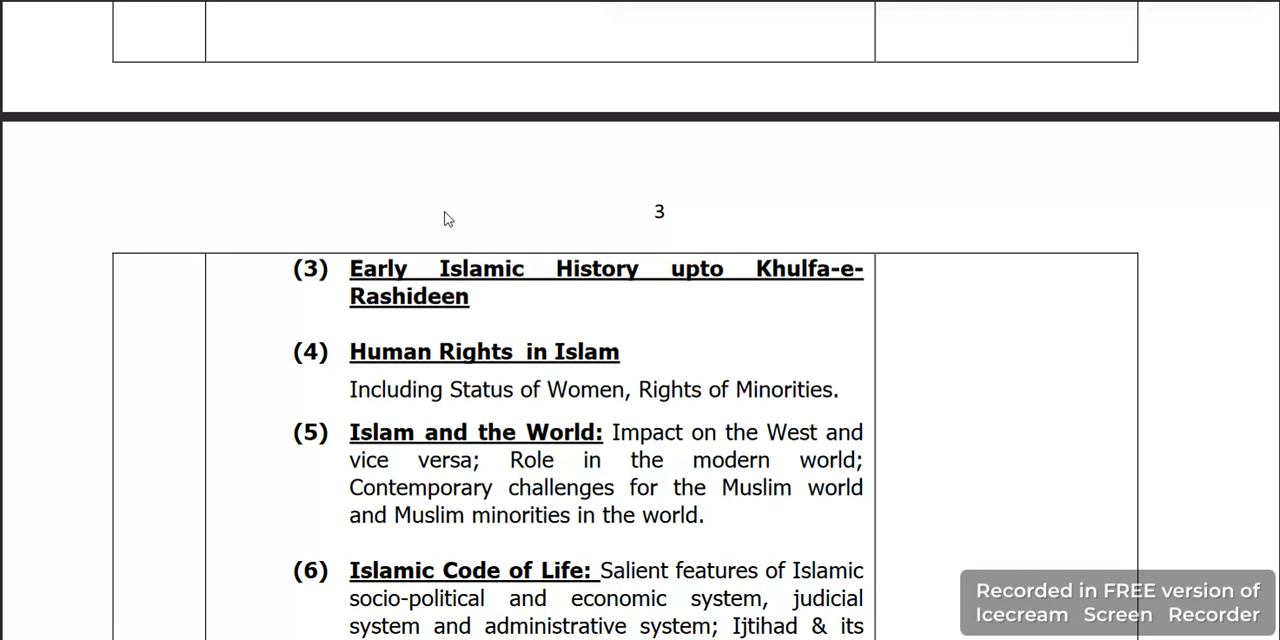 3
(3) Early Islamic History upto Khulfa-e-
Rashideen
(4) Human Rights in Islam
Including Status of Women, Rights of Minorities.
(5) Islam and the World: Impact on the West and
vice versa; Role in the modern world;
Contemporary challenges for the Muslim world
and Muslim minorities in the world.
(6) Islamic Code of Life: Salient features of Islamic
socio-political and economic system, judicial
system and administrative system; Ijtihad & its
Recorded in FREE version of
Icecream Screen Recorder